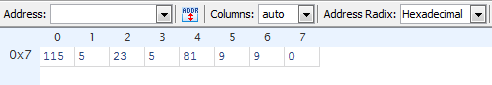 Address: ADDR Columns: auto Address Radix: Hexadecimal
0 1 2 3 4 5 6 7
0x7 115 5 23 5 81 9 9 0